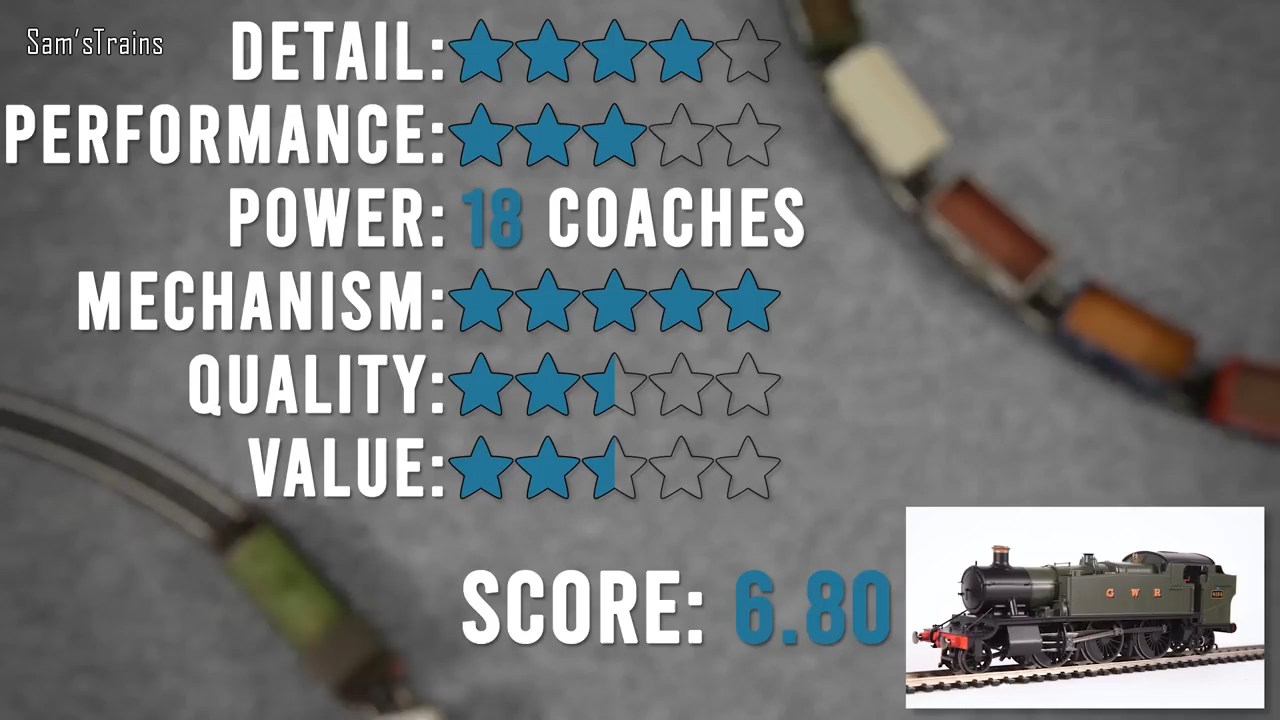 Sam'sTrains
DETAIL:
PERFORMANCE:
POWER: 18 COACHES
MECHANISM:
QUALITY:
VALUE:
SCORE: 6.80
G W R